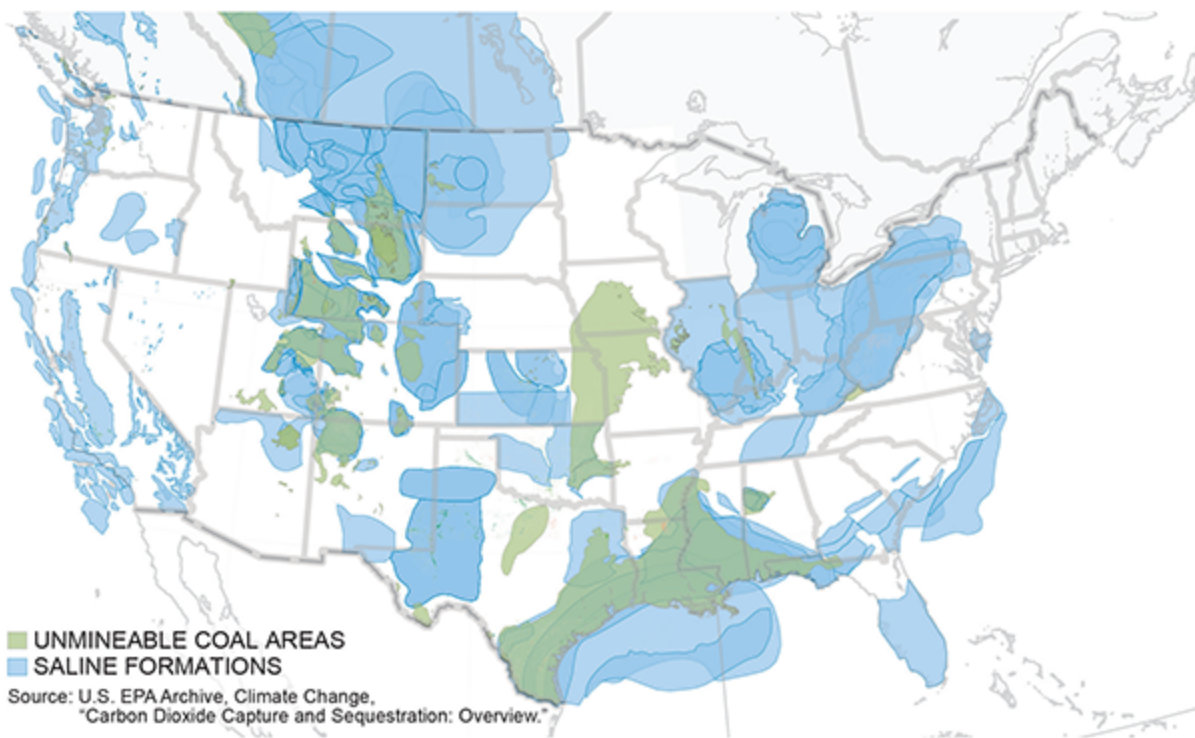 UNMINEABLE COAL AREAS
SALINE FORMATIONS
Source: U.S. EPA Archive, Climate Change,
"Carbon Dioxide Capture and Sequestration: Overview."